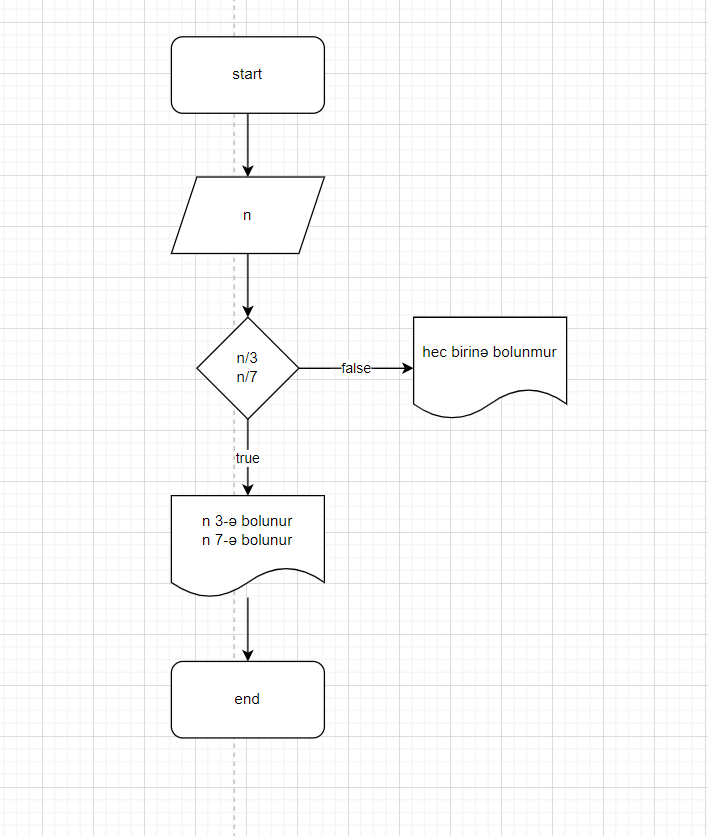 start
n
n/3
n/7
false
hec birinə bolunmur
true
n 3-ə bolunur
n 7-ə bolunur
end